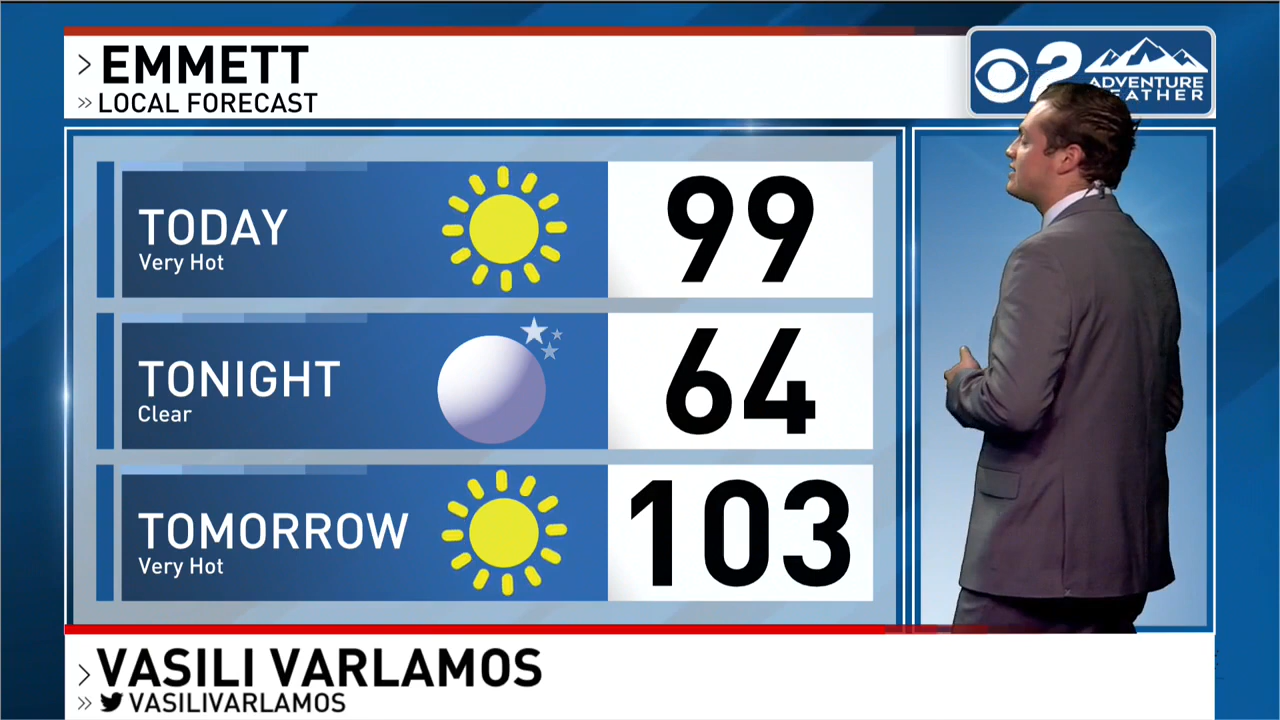 EMMETT
LOCAL FORECAST
2
ADVENTURE
TODAY
Very Hot
99
TONIGHT
Clear
64
TOMORROW
Very Hot
103
VASILI VARLAMOS
VASILIVARLAMOS